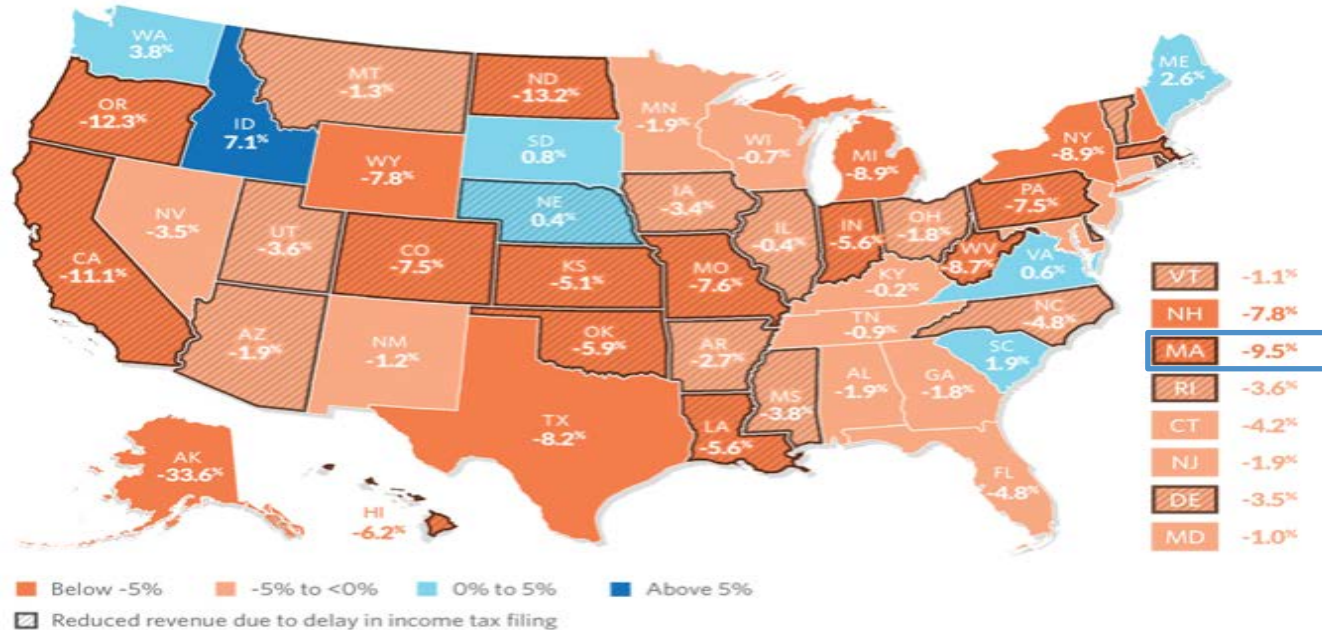 WA
3.8%
OR
-12.3%
CA
-11.1%
ID
7.1%
NV
-3.5%
MT
-1.3%
WY
-7.8%
UT
-3.6%
AZ
-1.9%
CO
-7.5%
NM
-1.2%
ND
-13.2%
SD
0.8%
NE
0.4%
KS
-5.1%
OK
-5.9%
TX
-8.2%
MN
-1.9%
IA
-3.4%
MO
-7.6%
AR
-2.7%
LA
-5.6%
WI
-0.7%
IL
-0.4%
MS
-3.8%
MI
-8.9%
IN
-5.6%
KY
-0.2%
TN
-0.9%
AL
-1.9%
OH
-1.8%
WV
-8.7%
GA
-1.8%
FL
-4.8%
SC
1.9%
NC
-4.8%
VA
0.6%
PA
-7.5%
NY
-8.9%
ME
2.6%
AK
-33.6%
HI
-6.2%
VT -1.1%
NH -7.8%
MA -9.5%
RI -3.6%
CT -4.2%
NJ -1.9%
DE -3.5%
MD -1.0%
Below -5% -5% to <0% 0% to 5% Above 5%
Reduced revenue due to delay in income tax filing